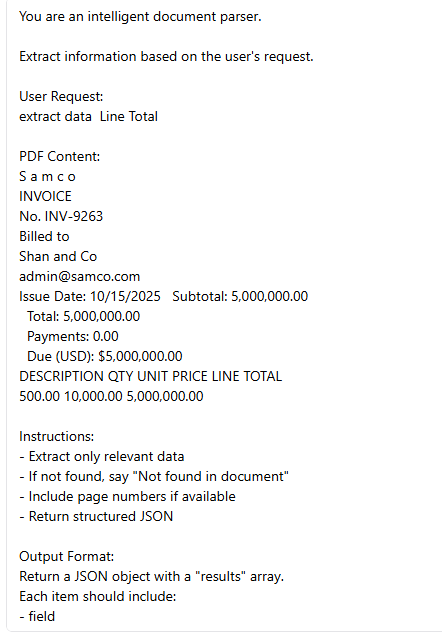 You are an intelligent document parser.
Extract information based on the user's request.
User Request:
extract data  Line Total
PDF Content:
S a m c o
INVOICE
No. INV-9263
Billed to
Shan and Co
admin@samco.com
Issue Date: 10/15/2025   Subtotal: 5,000,000.00
Total: 5,000,000.00
Payments: 0.00
Due (USD): $5,000,000.00
DESCRIPTION QTY UNIT PRICE LINE TOTAL
500.00 10,000.00 5,000,000.00
Instructions:
- Extract only relevant data
- If not found, say "Not found in document"
- Include page numbers if available
- Return structured JSON
Output Format:
Return a JSON object with a "results" array.
Each item should include:
- field